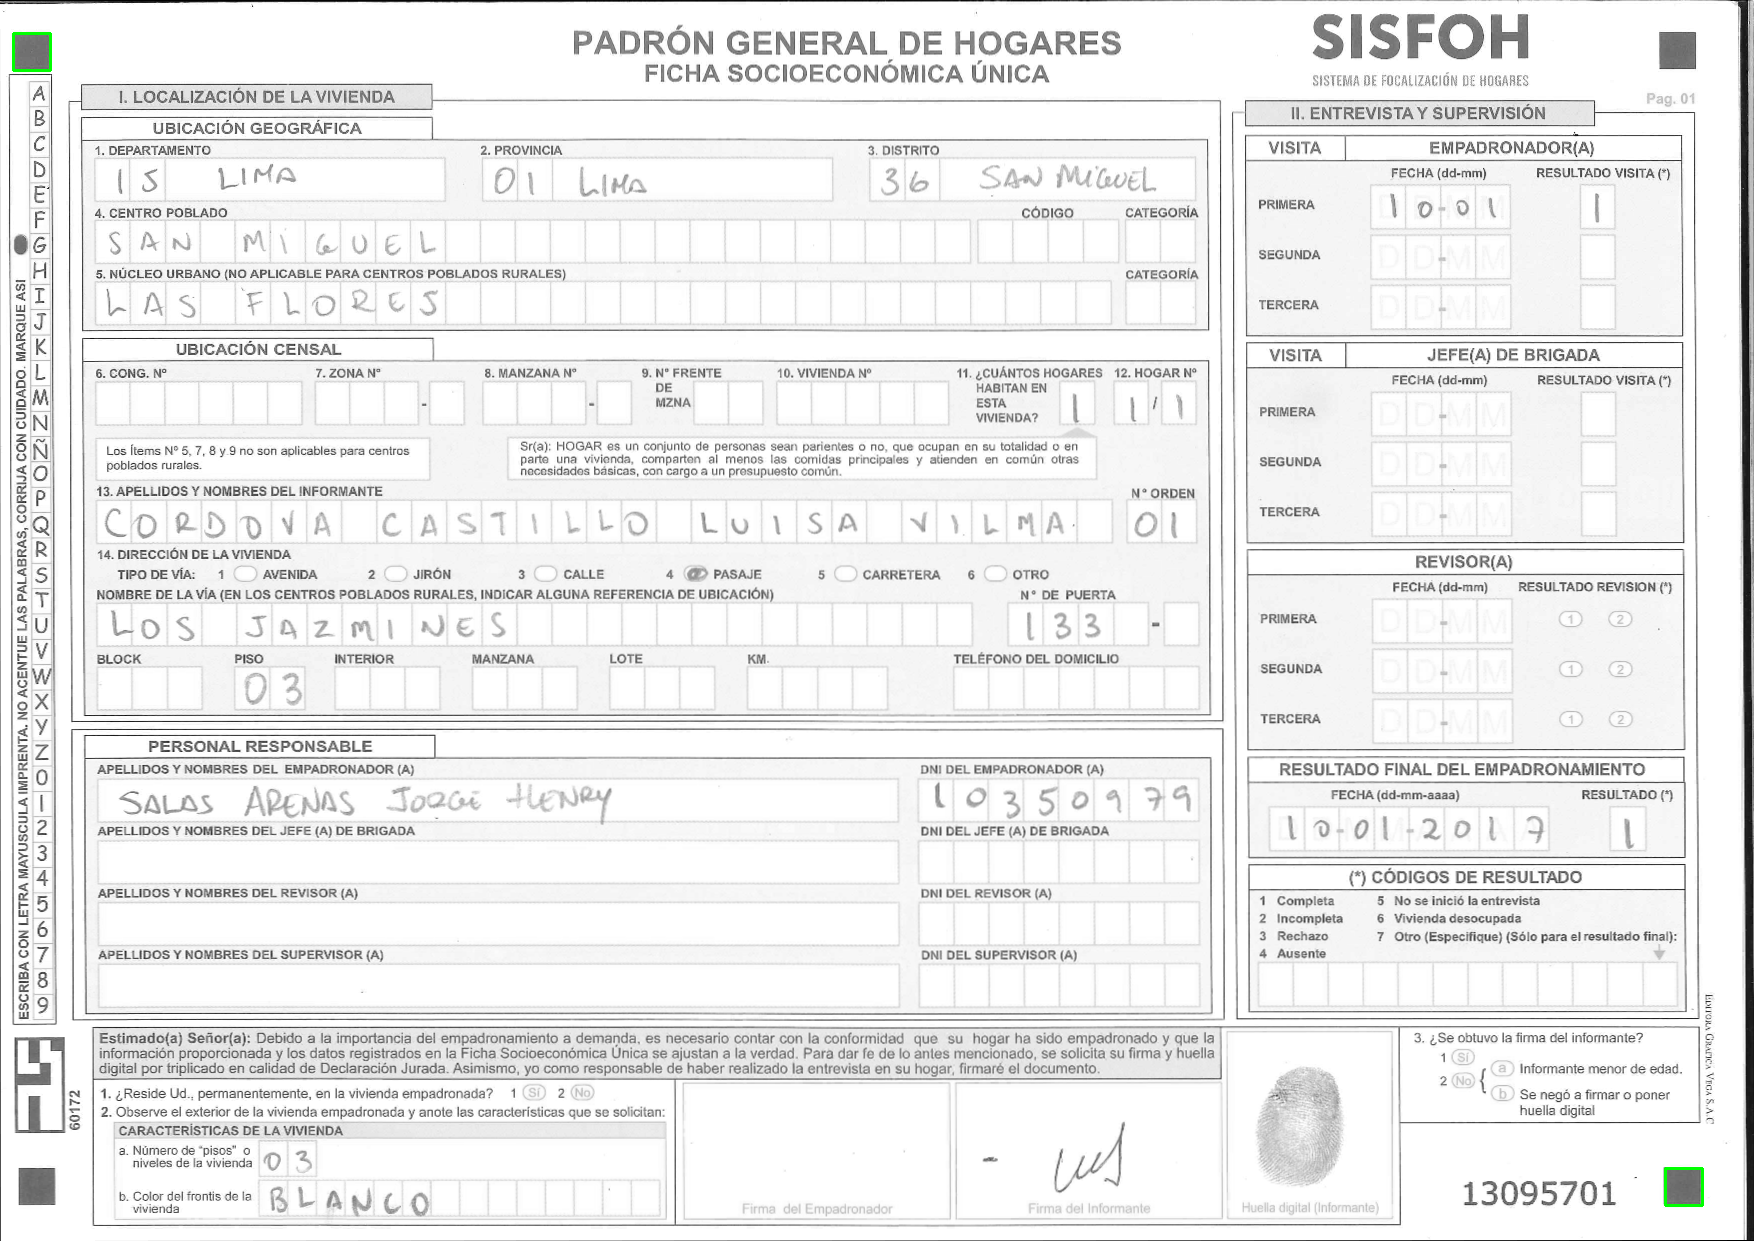 PADRÓN GENERAL DE HOGARES
FICHA SOCIOECONÓMICA ÚNICA
SISFOH
SISTEMA DE FOCALIZACIÓN DE HOGARES
Pag. 01
A B C D E F G H I J K L M N Ñ O P Q R S T U V W X Y Z 0 1 2 3 4 5 6 7 8 9
ESCRIBA CON LETRA MAYUSCULA IMPRENTA. NO ACENTUE LAS PALABRAS, CORRIJA CON CUIDADO. MARQUE ASI
I. LOCALIZACIÓN DE LA VIVIENDA
UBICACIÓN GEOGRÁFICA
1. DEPARTAMENTO 2. PROVINCIA 3. DISTRITO
15 LIMA 01 LIMA 36 SAN MIGUEL
4. CENTRO POBLADO CÓDIGO CATEGORÍA
SAN MIGUEL
5. NÚCLEO URBANO (NO APLICABLE PARA CENTROS POBLADOS RURALES) CATEGORÍA
LAS FLORES
UBICACIÓN CENSAL
6. CONG. Nº 7. ZONA Nº 8. MANZANA Nº 9. Nº FRENTE DE MZNA 10. VIVIENDA Nº 11. ¿CUÁNTOS HOGARES HABITAN EN ESTA VIVIENDA? 12. HOGAR Nº
- - 1 1 / 1
Los Ítems Nº 5, 7, 8 y 9 no son aplicables para centros
poblados rurales.
Sr(a): HOGAR es un conjunto de personas sean parientes o no, que ocupan en su totalidad o en
parte una vivienda, comparten al menos las comidas principales y atienden en común otras
necesidades básicas, con cargo a un presupuesto común.
13. APELLIDOS Y NOMBRES DEL INFORMANTE Nº ORDEN
CORDOVA CASTILLO LUISA VILMA 01
14. DIRECCIÓN DE LA VIVIENDA
TIPO DE VÍA: 1 AVENIDA 2 JIRÓN 3 CALLE 4 PASAJE 5 CARRETERA 6 OTRO
NOMBRE DE LA VÍA (EN LOS CENTROS POBLADOS RURALES, INDICAR ALGUNA REFERENCIA DE UBICACIÓN) Nº DE PUERTA
LOS JAZMINES 133 -
BLOCK PISO INTERIOR MANZANA LOTE KM. TELÉFONO DEL DOMICILIO
03
PERSONAL RESPONSABLE
APELLIDOS Y NOMBRES DEL EMPADRONADOR (A) DNI DEL EMPADRONADOR (A)
SALAS ARENAS JORGE HENRY 10350979
APELLIDOS Y NOMBRES DEL JEFE (A) DE BRIGADA DNI DEL JEFE (A) DE BRIGADA
APELLIDOS Y NOMBRES DEL REVISOR (A) DNI DEL REVISOR (A)
APELLIDOS Y NOMBRES DEL SUPERVISOR (A) DNI DEL SUPERVISOR (A)
II. ENTREVISTA Y SUPERVISIÓN
VISITA EMPADRONADOR(A)
FECHA (dd-mm) RESULTADO VISITA (*)
PRIMERA 10-01 1
SEGUNDA DD-MM
TERCERA DD-MM
VISITA JEFE(A) DE BRIGADA
FECHA (dd-mm) RESULTADO VISITA (*)
PRIMERA DD-MM
SEGUNDA DD-MM
TERCERA DD-MM
REVISOR(A)
FECHA (dd-mm) RESULTADO REVISION (*)
PRIMERA DD-MM 1 2
SEGUNDA DD-MM 1 2
TERCERA DD-MM 1 2
RESULTADO FINAL DEL EMPADRONAMIENTO
FECHA (dd-mm-aaaa) RESULTADO (*)
10-01-2017 1
(*) CÓDIGOS DE RESULTADO
1 Completa 5 No se inició la entrevista
2 Incompleta 6 Vivienda desocupada
3 Rechazo 7 Otro (Especifique) (Sólo para el resultado final):
4 Ausente
Estimado(a) Señor(a): Debido a la importancia del empadronamiento a demanda, es necesario contar con la conformidad que su hogar ha sido empadronado y que la
información proporcionada y los datos registrados en la Ficha Socioeconómica Única se ajustan a la verdad. Para dar fe de lo antes mencionado, se solicita su firma y huella
digital por triplicado en calidad de Declaración Jurada. Asimismo, yo como responsable de haber realizado la entrevista en su hogar, firmaré el documento.
1. ¿Reside Ud., permanentemente, en la vivienda empadronada? 1 Sí 2 No
2. Observe el exterior de la vivienda empadronada y anote las características que se solicitan:
CARACTERÍSTICAS DE LA VIVIENDA
a. Número de "pisos" o
niveles de la vivienda 03
b. Color del frontis de la
vivienda BLANCO
Firma del Empadronador
Firma del Informante
Huella digital (Informante)
3. ¿Se obtuvo la firma del informante?
1 Sí
2 No { a Informante menor de edad.
b Se negó a firmar o poner
huella digital
13095701
60172
EDITORA GRAFICA VEGA S.A.C